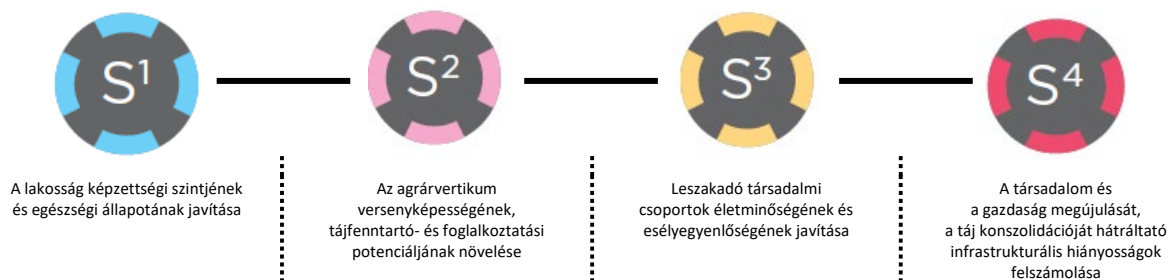 S¹
A lakosság képzettségi szintjének
és egészségi állapotának javítása
S²
Az agrárvertikum
versenyképességének,
tájfenntartó- és foglalkoztatási
potenciáljának növelése
S³
Leszakadó társadalmi
csoportok életminőségének és
esélyegyenlőségének javítása
S⁴
A társadalom és
a gazdaság megújulását,
a táj konszolidációját hátráltató
infrastrukturális hiányosságok
felszámolása